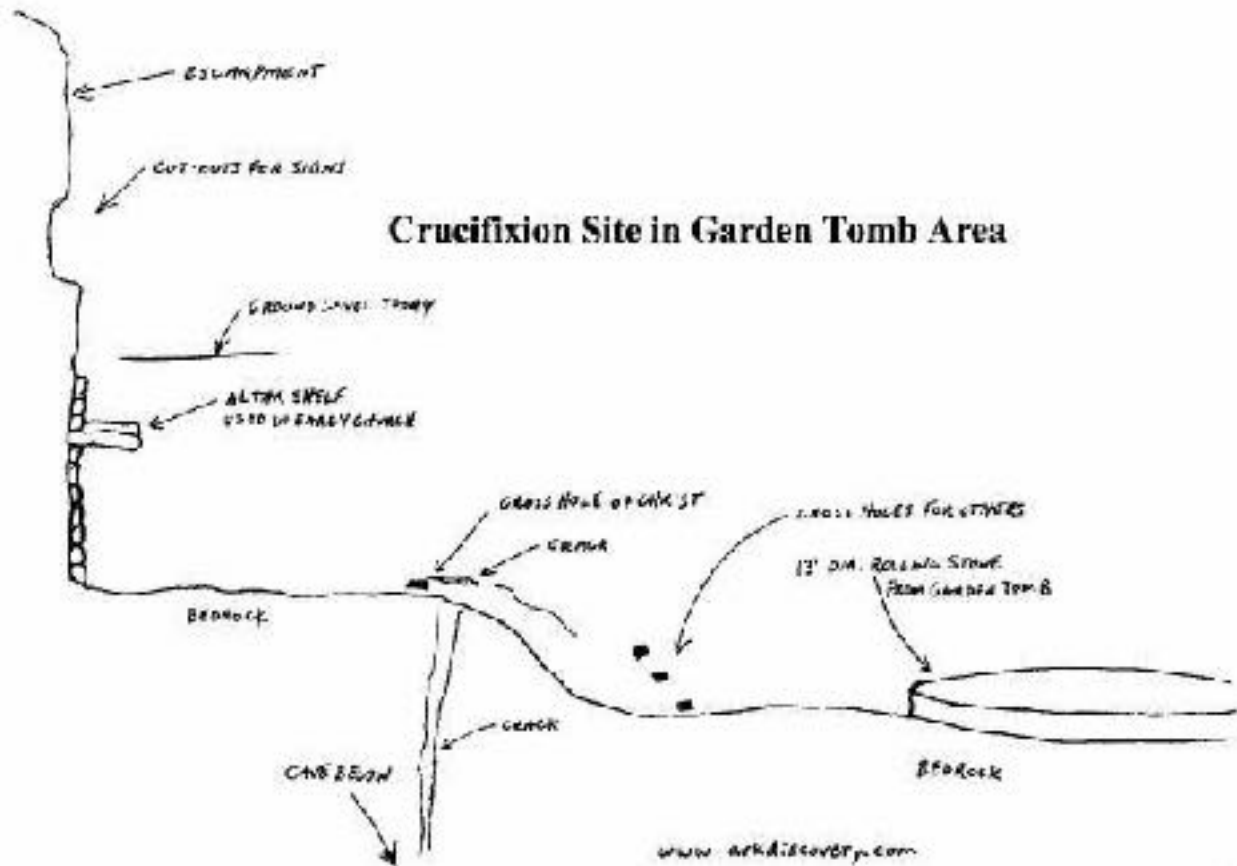 ESCARPMENT
CUT-OUTS FOR SIGNS
Crucifixion Site in Garden Tomb Area
GROUND LEVEL TODAY
ALTAR SHELF
USED IN EARLY CHURCH
CROSS HOLE OF CHRIST
CRACK
CROSS HOLES FOR OTHERS
13' DIA. ROLLING STONE
FROM GARDEN TOMB
BEDROCK
CRACK
CAVE BELOW
BEDROCK
www.arkdiscovery.com